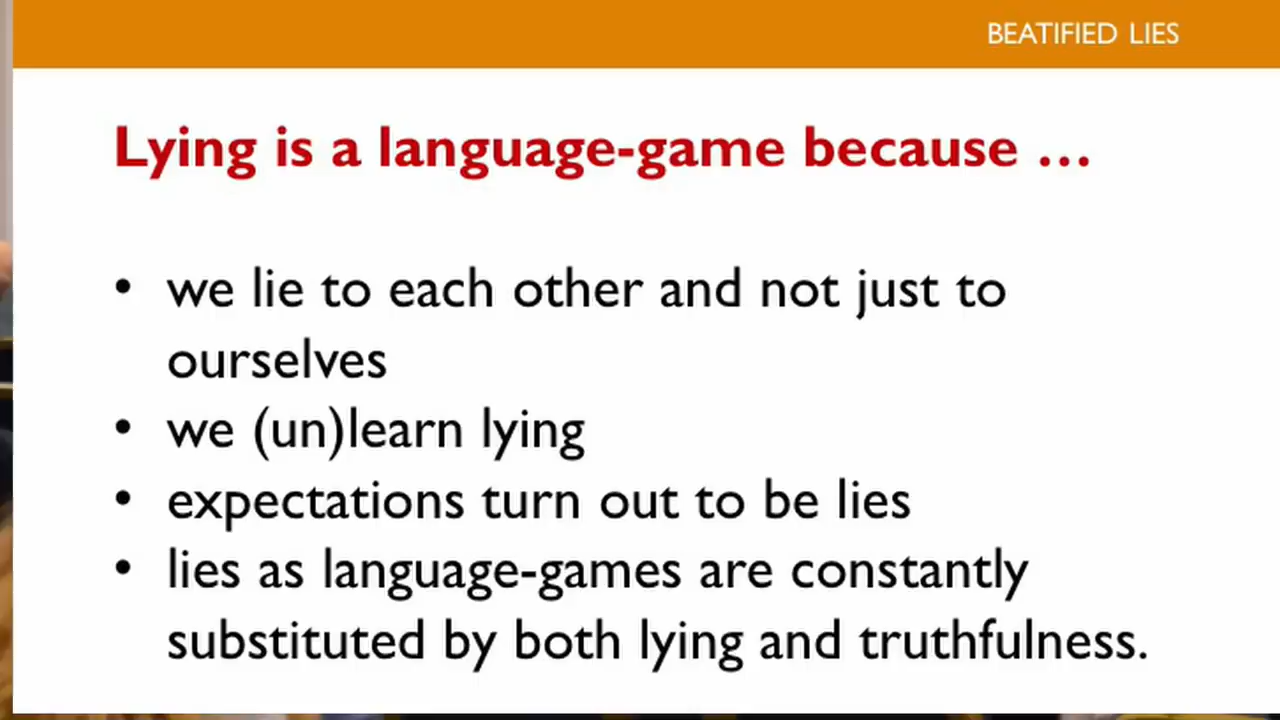 BEATIFIED LIES
Lying is a language-game because …
• we lie to each other and not just to
ourselves
• we (un)learn lying
• expectations turn out to be lies
• lies as language-games are constantly
substituted by both lying and truthfulness.